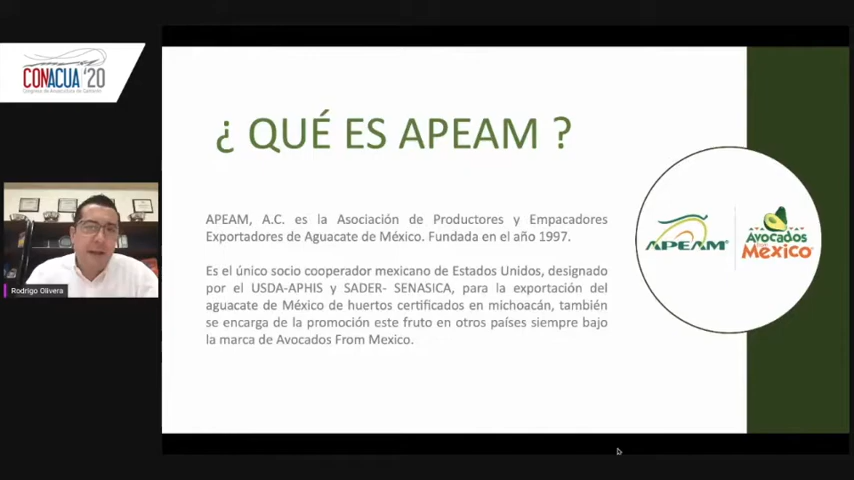 CONACUA '20
¿ QUÉ ES APEAM ?
APEAM, A.C. es la Asociación de Productores y Empacadores
Exportadores de Aguacate de México. Fundada en el año 1997.
Es el único socio cooperador mexicano de Estados Unidos, designado
por el USDA-APHIS y SADER- SENASICA, para la exportación del
aguacate de México de huertos certificados en michoacán, también
se encarga de la promoción este fruto en otros países siempre bajo
la marca de Avocados From Mexico.
APEAM
Avocados
Mexico
Rodrigo Olivera